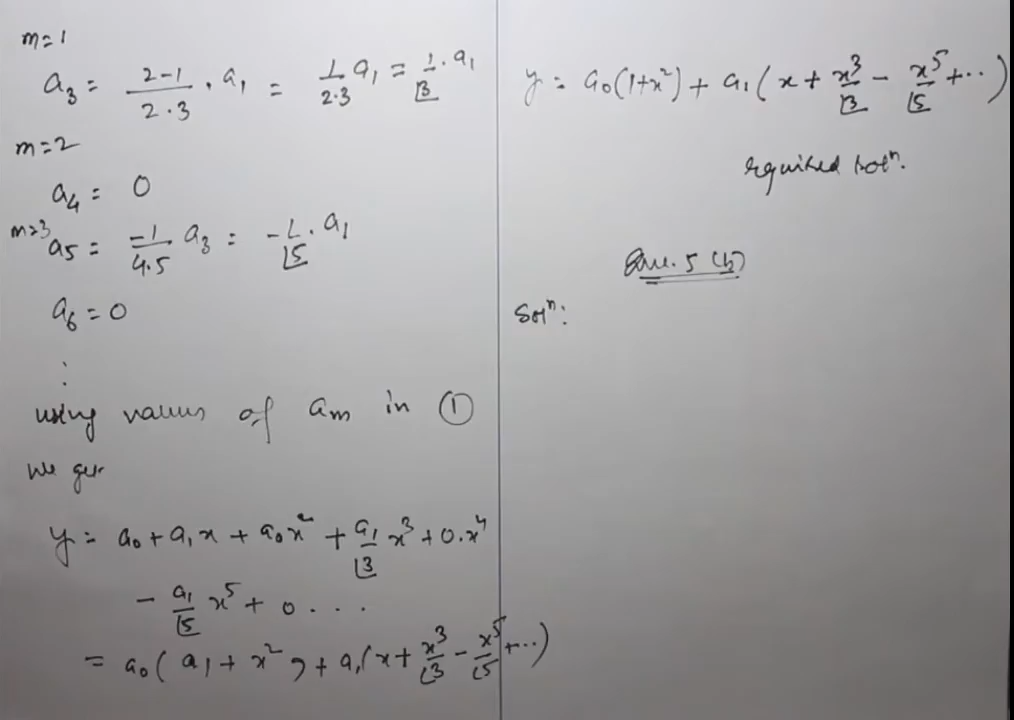 m=1
a₃ = (2-1)/(2·3) · a₁ = 1/(2·3) a₁ = 1/⌊3 · a₁
m=2
a₄ = 0
m=3 a₅ = -1/(4·5) a₃ = -1/⌊5 · a₁
a₆ = 0
⋮
using values of am in ①
we get
y = a₀ + a₁x + a₀x² + a₁/⌊3 x³ + 0.x⁴
- a₁/⌊5 x⁵ + 0 . . .
= a₀( a₁ + x² ) + a₁(x + x³/⌊3 - x⁵/⌊5 + ...)
y = a₀(1+x²) + a₁(x + x³/⌊3 - x⁵/⌊5 + ...)
required solⁿ.
Que. 5 (b)
Solⁿ: